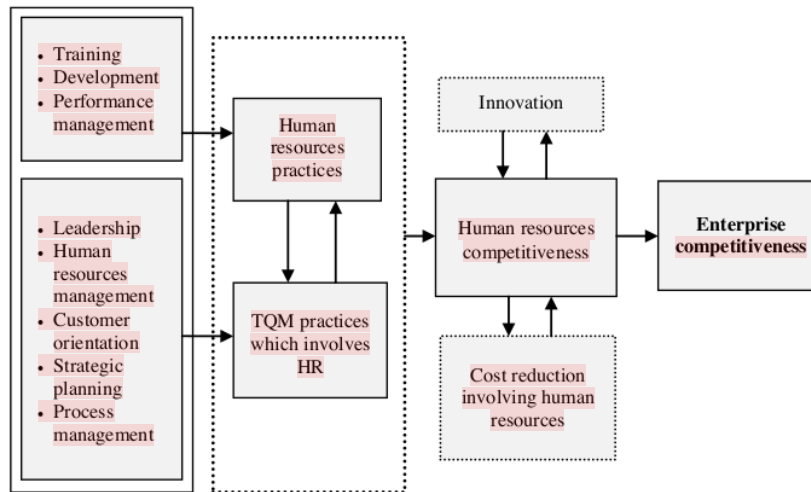 • Training
• Development
• Performance
management
Human
resources
practices
Innovation
• Leadership
• Human
resources
management
• Customer
orientation
• Strategic
planning
• Process
management
TQM practices
which involves
HR
Human resources
competitiveness
Enterprise
competitiveness
Cost reduction
involving human
resources